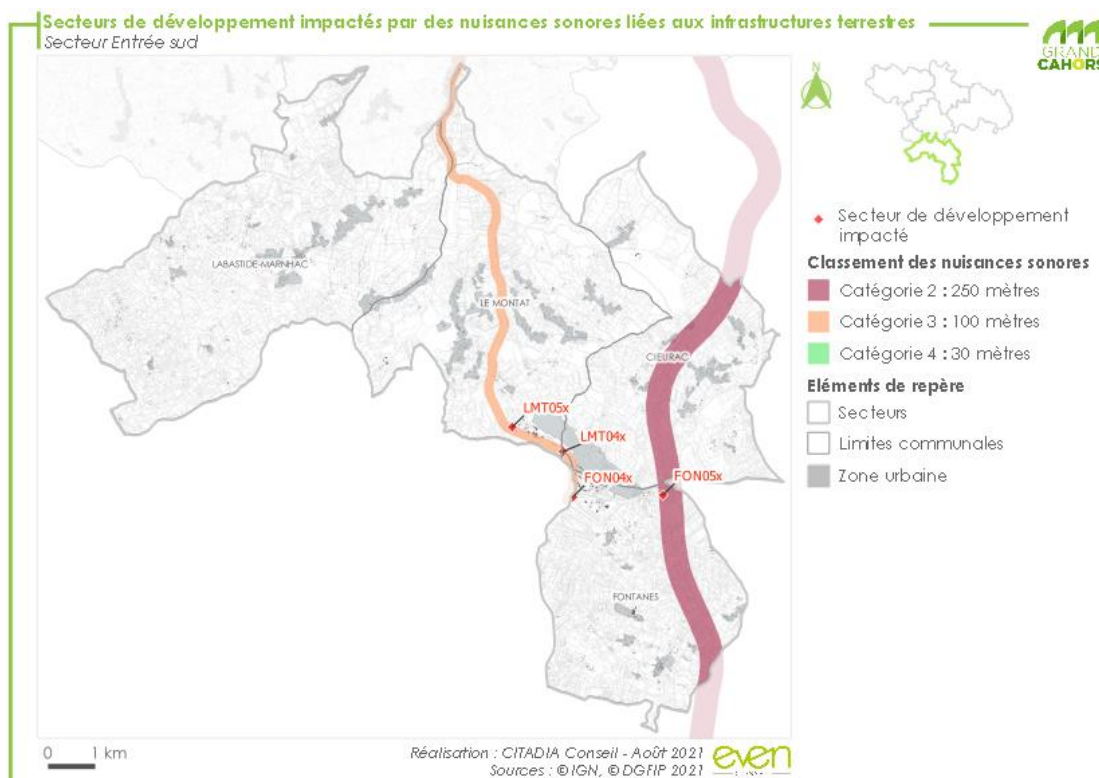 Secteurs de développement impactés par des nuisances sonores liées aux infrastructures terrestres
Secteur Entrée sud
GRAND
CAHORS
N
LABASTIDE-MARNHAC
LE MONTAT
CIEURAC
LMT05x
LMT04x
FON04x
FON05x
FONTANES
Secteur de développement
impacté
Classement des nuisances sonores
Catégorie 2 : 250 mètres
Catégorie 3 : 100 mètres
Catégorie 4 : 30 mètres
Eléments de repère
Secteurs
Limites communales
Zone urbaine
0 1 km
Réalisation : CITADIA Conseil - Août 2021
Sources : © IGN, © DGFIP 2021
even